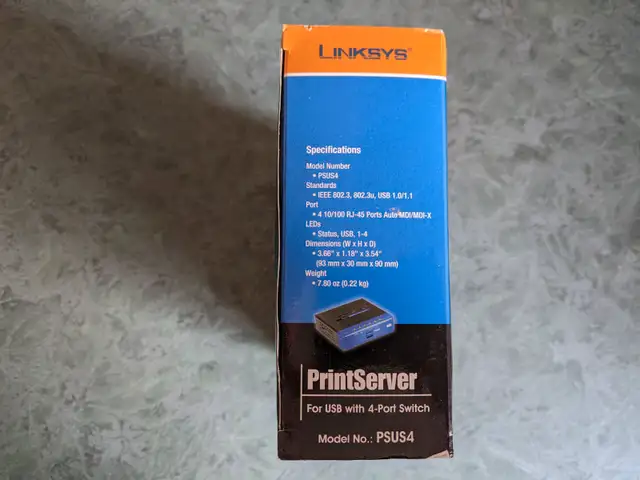 LINKSYS®
Specifications
Model Number
• PSUS4
Standards
• IEEE 802.3, 802.3u, USB 1.0/1.1
Port
• 4 10/100 RJ-45 Ports Auto MDI/MDI-X
LEDs
• Status, USB, 1-4
Dimensions (W x H x D)
• 3.66" x 1.18" x 3.54"
(93 mm x 30 mm x 90 mm)
Weight
• 7.80 oz (0.22 kg)
PrintServer
For USB with 4-Port Switch
Model No.: PSUS4